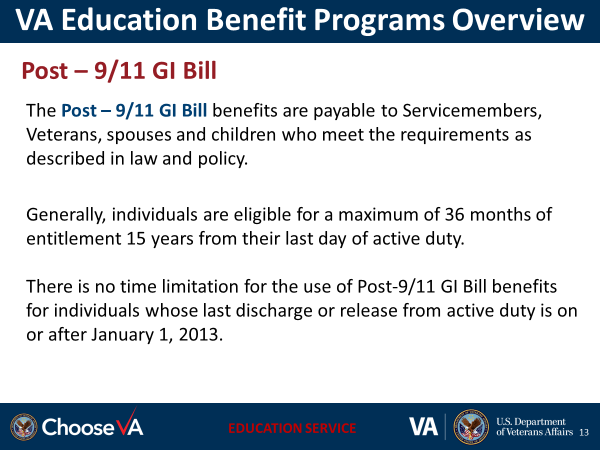 VA Education Benefit Programs Overview
Post – 9/11 GI Bill
The Post – 9/11 GI Bill benefits are payable to Servicemembers,
Veterans, spouses and children who meet the requirements as
described in law and policy.
Generally, individuals are eligible for a maximum of 36 months of
entitlement 15 years from their last day of active duty.
There is no time limitation for the use of Post-9/11 GI Bill benefits
for individuals whose last discharge or release from active duty is on
or after January 1, 2013.
Choose VA
EDUCATION SERVICE
VA
U.S. Department
of Veterans Affairs
13